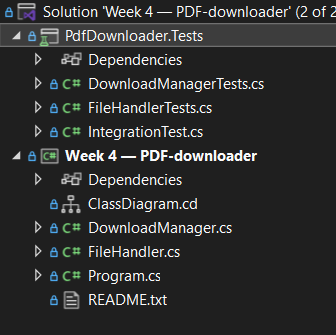 Solution 'Week 4 — PDF-downloader' (2 of 2
PdfDownloader.Tests
Dependencies
C# DownloadManagerTests.cs
C# FileHandlerTests.cs
C# IntegrationTest.cs
C# Week 4 — PDF-downloader
Dependencies
ClassDiagram.cd
C# DownloadManager.cs
C# FileHandler.cs
C# Program.cs
README.txt